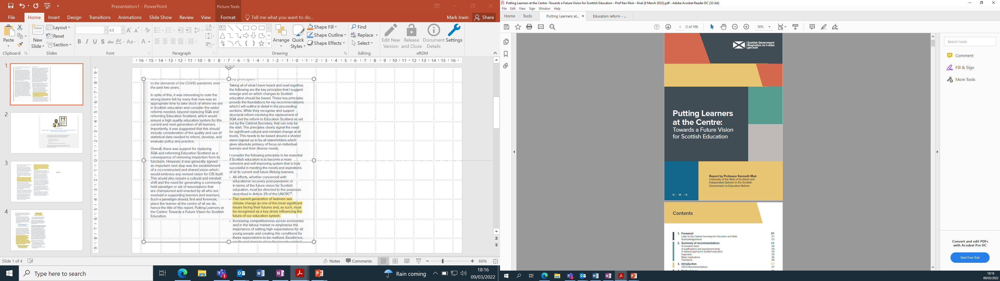 Presentation1 - PowerPoint
Picture Tools
File Home Insert Design Transitions Animations Slide Show Review View Format Tell me what you want to do... Mark Irwin Share
Paste
New Slide
Layout
Reset
Section
44
B I U S abc AV Aa A
Shape Fill
Shape Outline
Shape Effects
Arrange
Quick Styles
Find
Replace
Select
Edit New Version
Release and Close
Document Details
Settings
Clipboard Slides Font Paragraph Drawing Editing eRDM
16 15 14 13 12 11 10 9 8 7 6 5 4 3 2 1 0 1 2 3 4 5 6 7 8 9 10 11 12 13 14 15 16
1
2
3
4
to the demands of the COVID pandemic over
the past two years.
In spite of this, it was interesting to note the
strong desire felt by many that now was an
appropriate time to take stock of where we are
in Scottish education and consider the wider
reforms needed, beyond replacing SQA and
reforming Education Scotland, which would
ensure a high quality education system for the
current and next generation of all learners.
Importantly, it was suggested that this should
include consideration of the quality and use of
statistical data needed to inform, develop, and
evaluate policy and practice.
Overall, there was support for replacing
SQA and reforming Education Scotland as a
consequence of removing inspection from its
functions. However, it was generally agreed
an important next step was the establishment
of a co-constructed and shared vision which
would embrace any revised vision for CfE itself.
This would also require a cultural and mindset
shift and the need for generating a commonly-
held paradigm or set of assumptions that
are championed and enacted by all who are
involved in supporting learners and teachers.
Such a paradigm should, first and foremost,
place the learner at the centre of all we do,
hence the title of this report, Putting Learners at
the Centre: Towards a Future Vision for Scottish
Education.
Key principles
Taking all of what I have heard and read together,
the following are the key principles that I suggest
emerge and on which changes to Scottish
education should be based. These key principles
provide the foundations for my recommendations
which I will outline in detail in the proceeding
sections. While they recognise and support
structural reform involving the replacement of
SQA and the reform to Education Scotland as set
out by the Cabinet Secretary, that can only be
the start. The principles clearly signal the need
for significant cultural and mindset change at all
levels. This needs to be based around a shared
vision signed up to by all stakeholders which
gives absolute primacy of focus on individual
learners and their diverse needs.
I consider the following principles to be essential
if Scottish education is to become a more
coherent and self-improving system that is truly
successful in meeting the needs and aspirations
of all its current and future lifelong learners.
• All efforts, whether concerned with
educational recovery post-pandemic or
in terms of the future vision for Scottish
education, must be directed to the purposes
described in Article 29 of the UNCRC
• The current generation of learners see
climate change as one of the most significant
issues facing their futures and, as such, must
be recognised as a key driver influencing the
future of our education system.
• Increasing competitiveness across economies
and in the labour market re-emphasise the
importance of setting high expectations for all
young people and creating the conditions for
these expectations to be realised. Excellence,
Slide 1 of 4
Notes Comments 66%
Type here to search
Rain coming
18:16
09/03/2022
Putting Learners at the Centre -Towards a Future Vision for Scottish Education - Prof Ken Muir - final (8 March 2022).pdf - Adobe Acrobat Reader DC (32-bit)
File Edit View Sign Window Help
Home Tools Putting Learners at... × Education reform - ...
i (1 of 109) 50%
Search tools
Comment
Fill & Sign
More Tools
Scottish Government
Riaghaltas na h-Alba
gov.scot
Putting Learners
at the Centre:
Towards a Future Vision
for Scottish Education
Report by Professor Kenneth Muir
University of the West of Scotland and
Independent Advisor to the Scottish
Government on Education Reform
Contents
1. Foreword 01
Letter to the Cabinet Secretary for Education and Skills 01
Acknowledgements 03
2. Summary of recommendations 04
A renewed vision 04
A qualifications and assessment body 04
A national agency for Scottish education 04
Inspection 05
Wider implications 06
Transitions 06
3. Introduction 07
OECD Recommendations 07
Convert and edit PDFs
with Acrobat Pro DC
Start Free Trial
18:16
09/03/2022